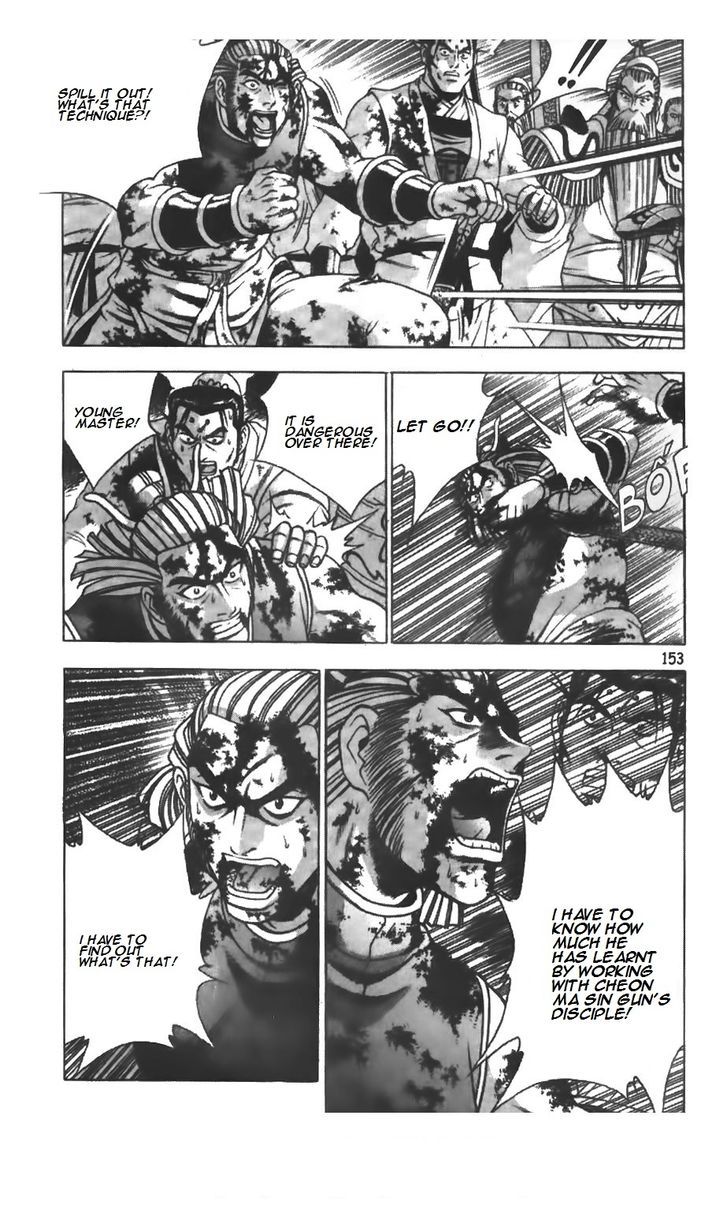 SPILL IT OUT!
WHAT'S THAT
TECHNIQUE?!
!!
YOUNG
MASTER!
IT IS
DANGEROUS
OVER THERE!
LET GO!!
153
I HAVE TO
FIND OUT
WHAT'S THAT!
I HAVE TO
KNOW HOW
MUCH HE
HAS LEARNT
BY WORKING
WITH CHEON
MA SIN GUN'S
DISCIPLE!